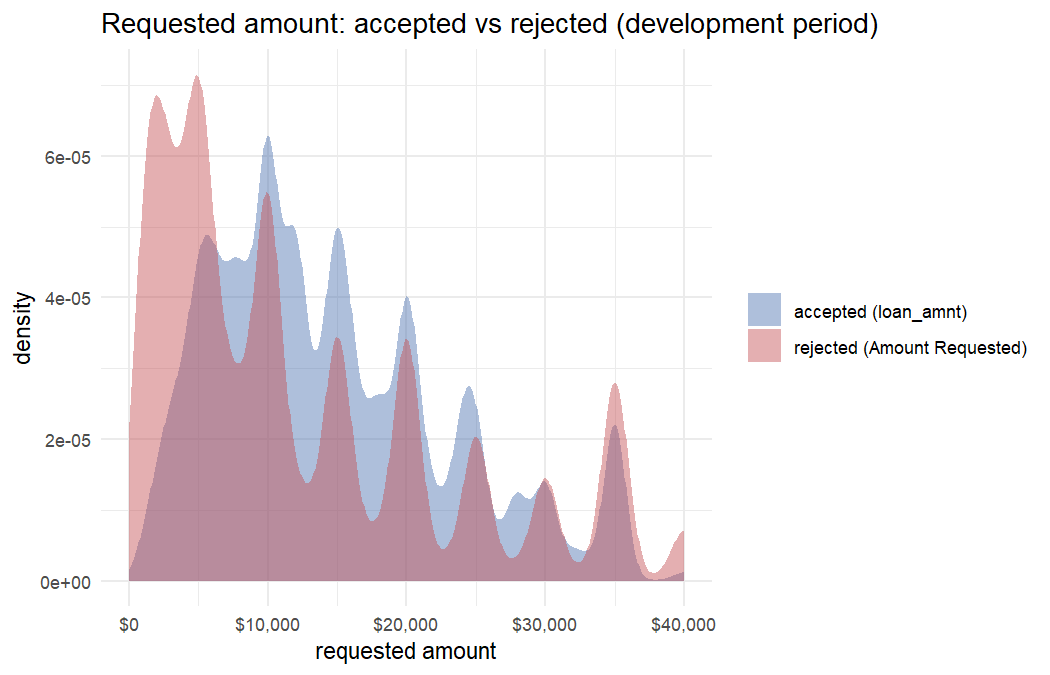 Requested amount: accepted vs rejected (development period)
density
6e-05
4e-05
2e-05
0e+00
$0
$10,000
$20,000
$30,000
$40,000
requested amount
accepted (loan_amnt)
rejected (Amount Requested)